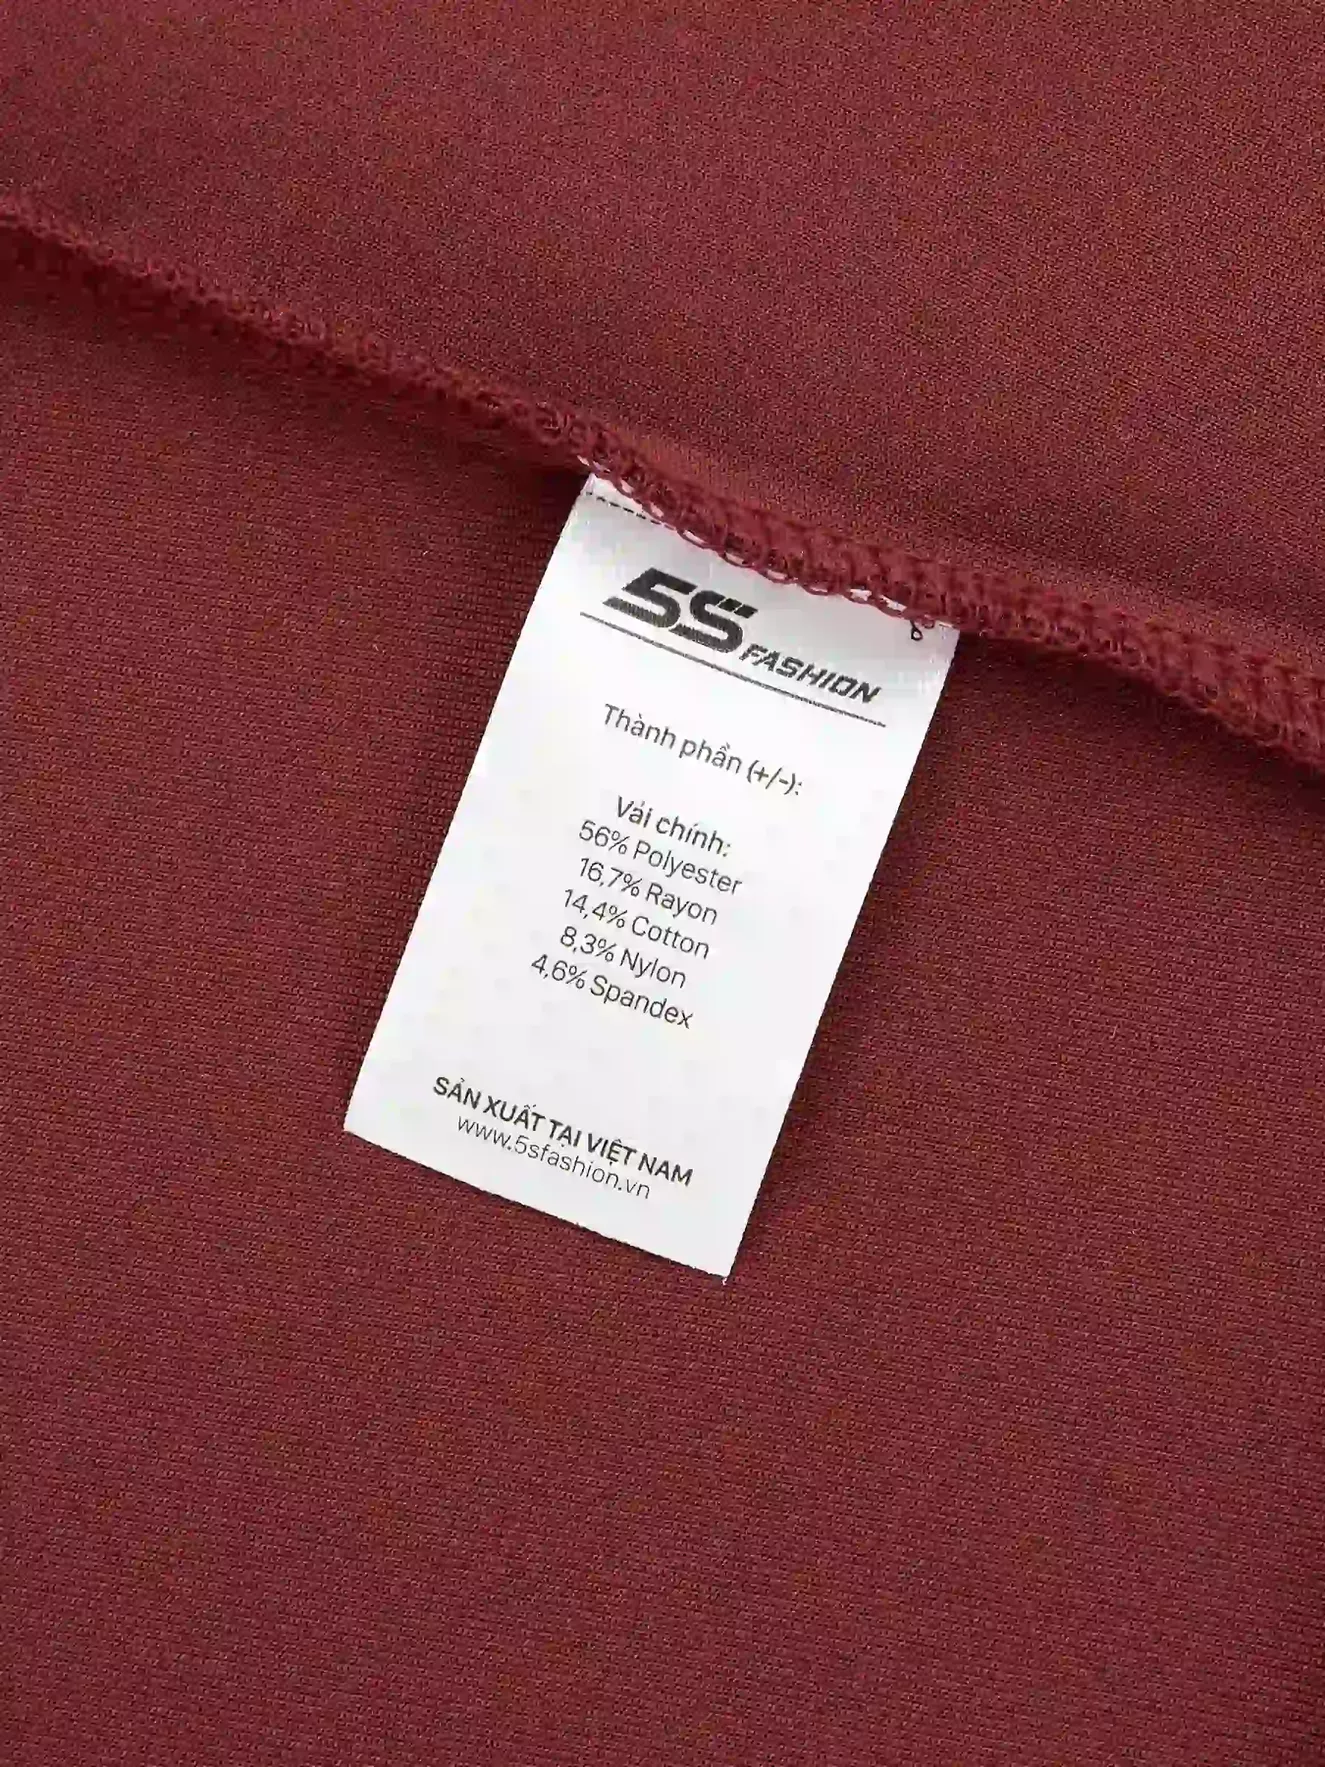 5S FASHION
Thành phần (+/-):
Vải chính:
56% Polyester
16,7% Rayon
14,4% Cotton
8,3% Nylon
4,6% Spandex
SẢN XUẤT TẠI VIỆT NAM
www.5sfashion.vn